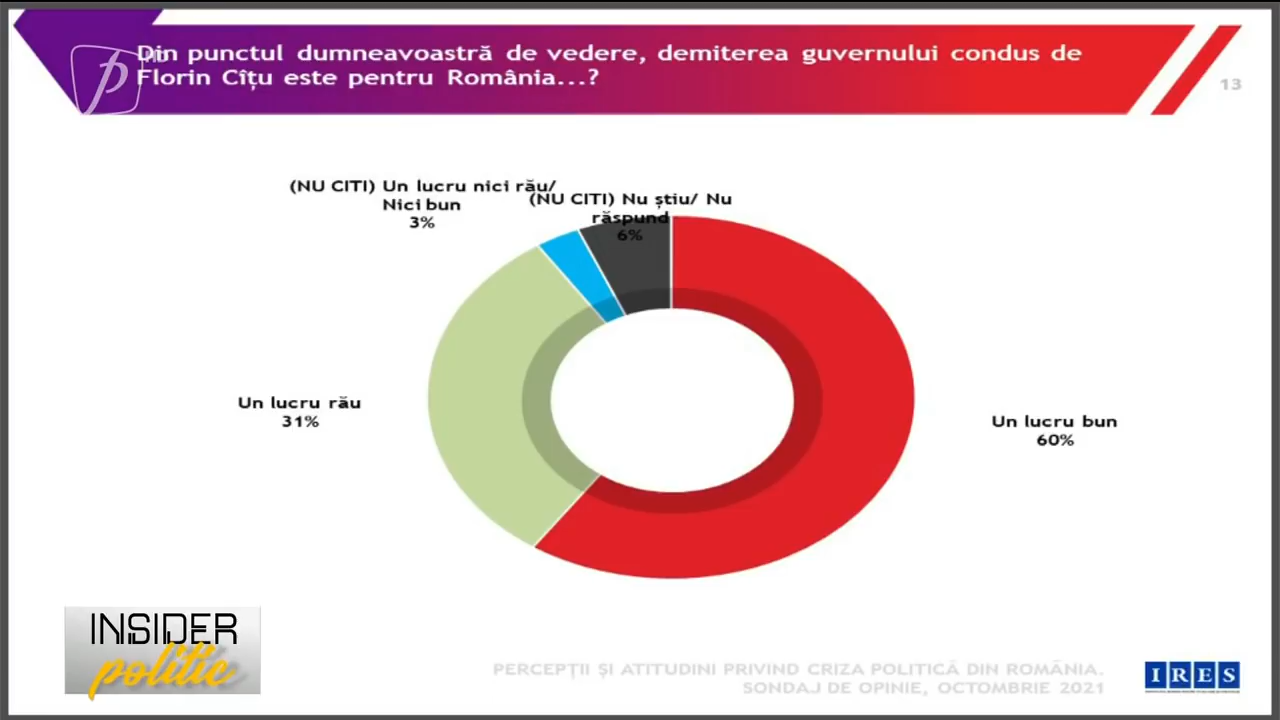 Din punctul dumneavoastră de vedere, demiterea guvernului condus de
Florin Cîțu este pentru România...?
13
(NU CITI) Un lucru nici rău/
Nici bun
3%
(NU CITI) Nu știu/ Nu
răspund
6%
Un lucru rău
31%
Un lucru bun
60%
INSIDER
politic
PERCEPȚII ȘI ATITUDINI PRIVIND CRIZA POLITICĂ DIN ROMÂNIA.
SONDAJ DE OPINIE, OCTOMBRIE 2021
IRES